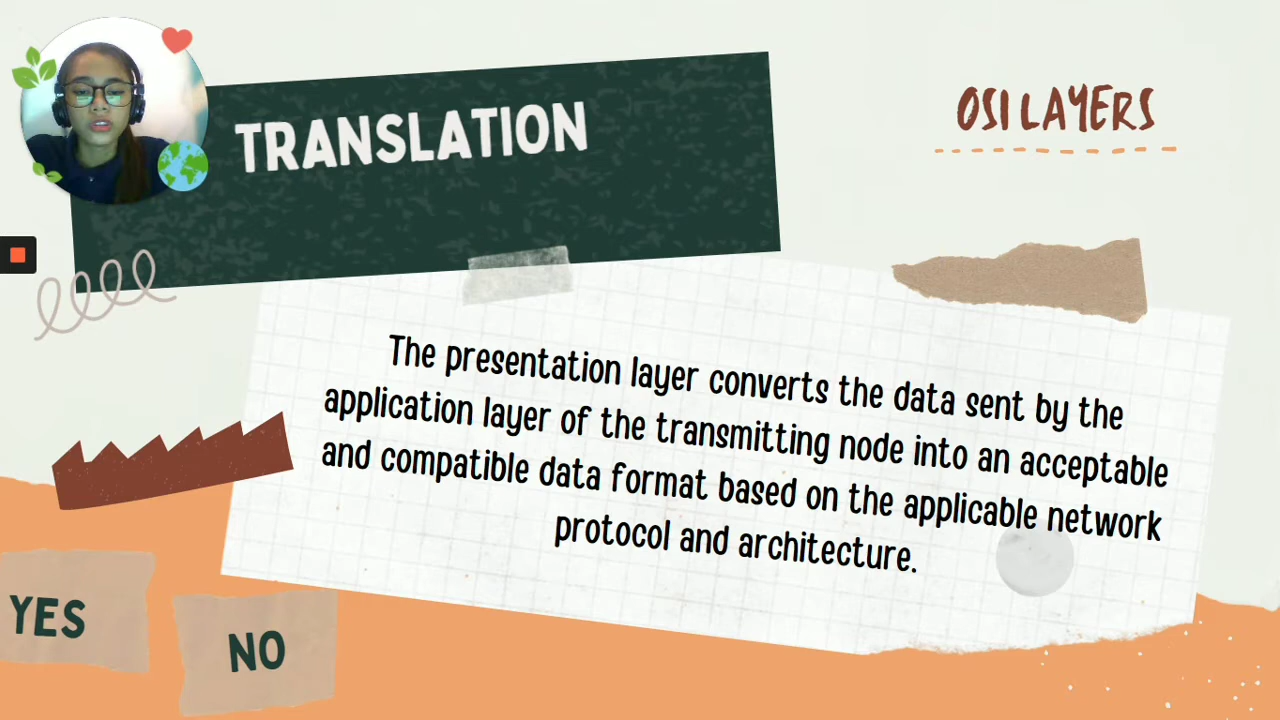 TRANSLATION
OSI LAYERS
The presentation layer converts the data sent by the
application layer of the transmitting node into an acceptable
and compatible data format based on the applicable network
protocol and architecture.
YES
NO